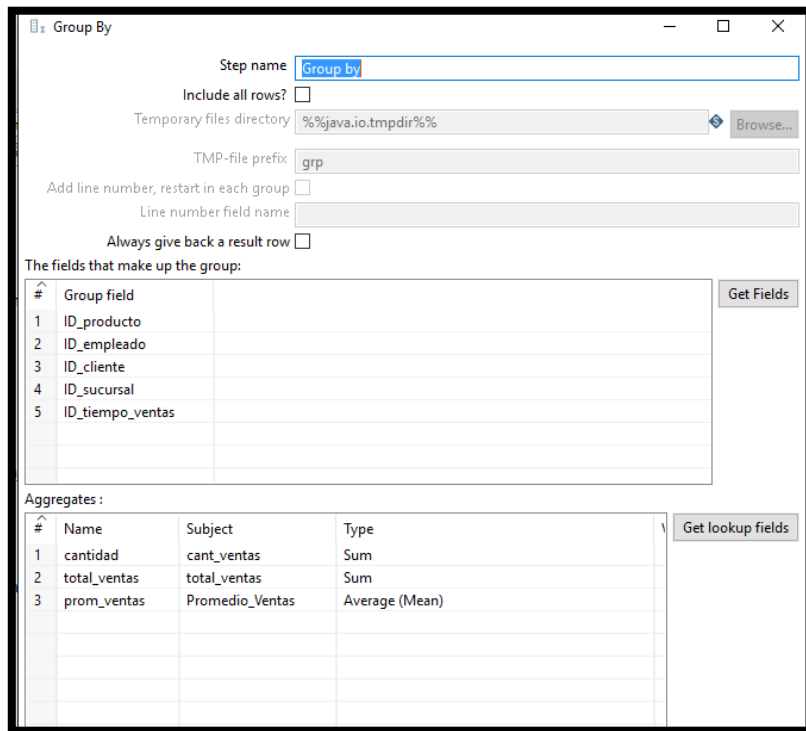 Group By
Step name Group by
Include all rows?
Temporary files directory %%java.io.tmpdir%% Browse...
TMP-file prefix grp
Add line number, restart in each group
Line number field name
Always give back a result row
The fields that make up the group:
# Group field Get Fields
1 ID_producto
2 ID_empleado
3 ID_cliente
4 ID_sucursal
5 ID_tiempo_ventas
Aggregates :
# Name Subject Type Get lookup fields
1 cantidad cant_ventas Sum
2 total_ventas total_ventas Sum
3 prom_ventas Promedio_Ventas Average (Mean)